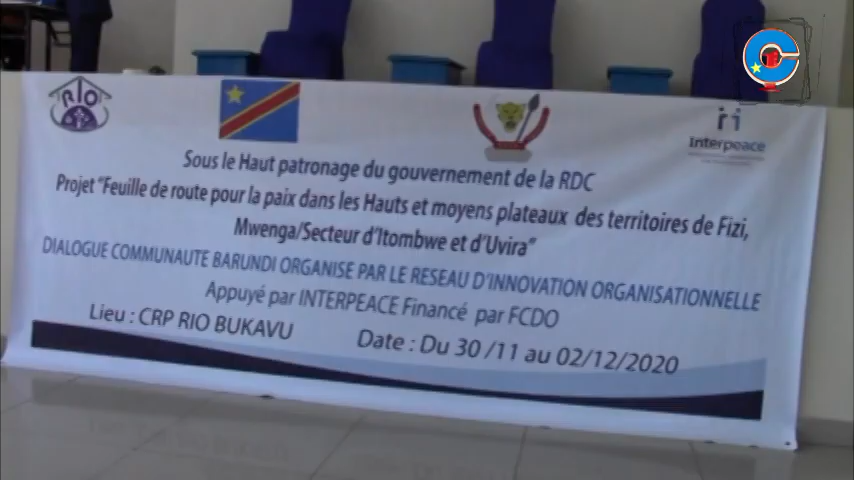 RIO
Interpeace
Sous le Haut patronage du gouvernement de la RDC
Projet "Feuille de route pour la paix dans les Hauts et moyens plateaux des territoires de Fizi,
Mwenga/Secteur d'Itombwe et d'Uvira"
DIALOGUE COMMUNAUTE BARUNDI ORGANISE PAR LE RESEAU D'INNOVATION ORGANISATIONNELLE
Appuyé par INTERPEACE Financé par FCDO
Lieu : CRP RIO BUKAVU
Date : Du 30 /11 au 02/12/2020